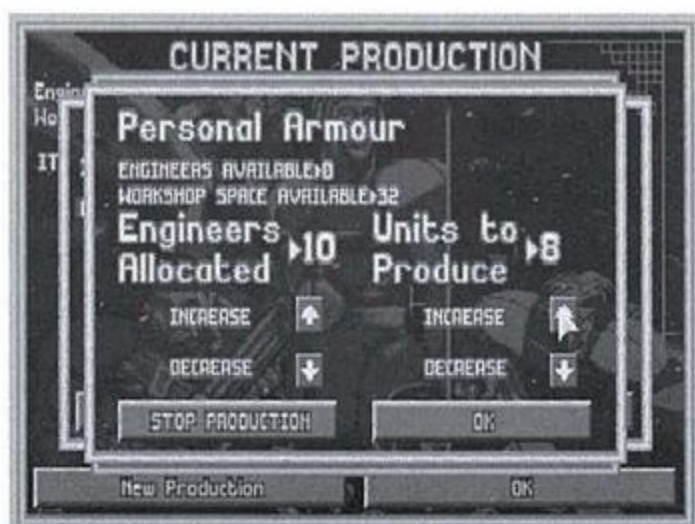 CURRENT PRODUCTION
Personal Armour
ENGINEERS AVAILABLE>0
WORKSHOP SPACE AVAILABLE>32
Engineers Allocated >10
Units to Produce >8
INCREASE
INCREASE
DECREASE
DECREASE
STOP PRODUCTION
OK
New Production
OK